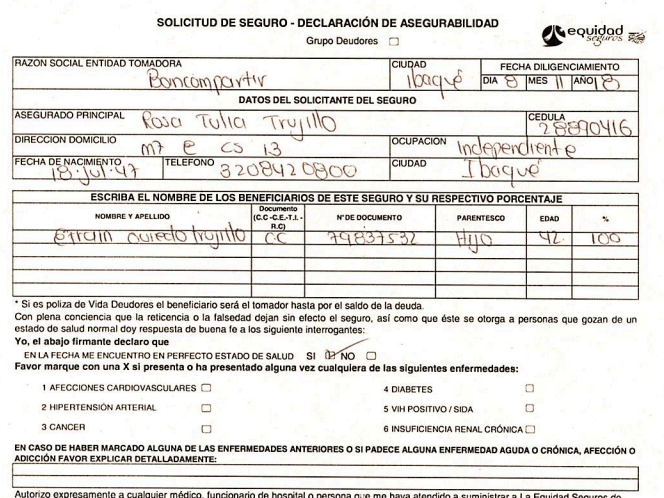 SOLICITUD DE SEGURO - DECLARACIÓN DE ASEGURABILIDAD
Grupo Deudores
equidad
seguros
RAZON SOCIAL ENTIDAD TOMADORA Bancompartir CIUDAD Ibagué FECHA DILIGENCIAMIENTO
DIA 8 MES 11 AÑO 18
DATOS DEL SOLICITANTE DEL SEGURO
ASEGURADO PRINCIPAL Rosa Tulia Trujillo CEDULA 28890416
DIRECCION DOMICILIO m7 e cs 13 OCUPACION Independiente
FECHA DE NACIMIENTO 18-Jul-47 TELEFONO 3208420800 CIUDAD Ibagué
ESCRIBA EL NOMBRE DE LOS BENEFICIARIOS DE ESTE SEGURO Y SU RESPECTIVO PORCENTAJE
NOMBRE Y APELLIDO Documento (C.C -C.E.-T.I. - R.C) N° DE DOCUMENTO PARENTESCO EDAD %
Efrain Oviedo trujillo CC 79837532 Hijo 42 100
* Si es poliza de Vida Deudores el beneficiario será el tomador hasta por el saldo de la deuda.
Con plena conciencia que la reticencia o la falsedad dejan sin efecto el seguro, así como que éste se otorga a personas que gozan de un
estado de salud normal doy respuesta de buena fe a los siguiente interrogantes:
Yo, el abajo firmante declaro que
EN LA FECHA ME ENCUENTRO EN PERFECTO ESTADO DE SALUD SI NO
Favor marque con una X si presenta o ha presentado alguna vez cualquiera de las siguientes enfermedades:
1 AFECCIONES CARDIOVASCULARES 4 DIABETES
2 HIPERTENSIÓN ARTERIAL 5 VIH POSITIVO / SIDA
3 CANCER 6 INSUFICIENCIA RENAL CRÓNICA
EN CASO DE HABER MARCADO ALGUNA DE LAS ENFERMEDADES ANTERIORES O SI PADECE ALGUNA ENFERMEDAD AGUDA O CRÓNICA, AFECCIÓN O
ADICCIÓN FAVOR EXPLICAR DETALLADAMENTE:
Autorizo expresamente a cualquier médico, funcionario de hospital o persona que me haya atendido a suministrar a La Equidad Seguros de